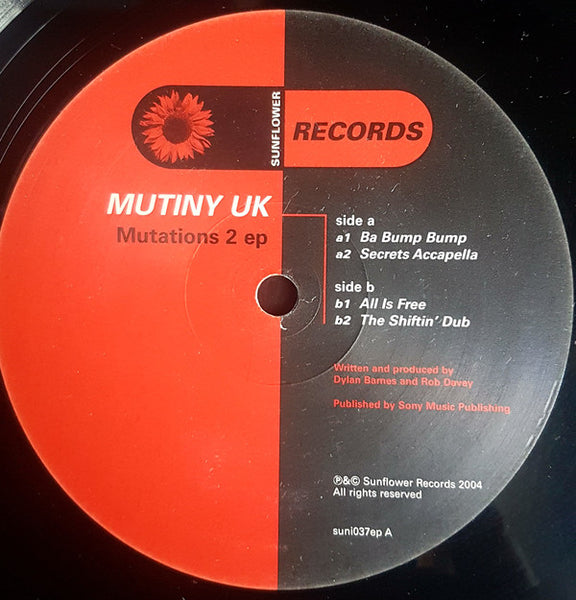 SUNFLOWER
RECORDS
MUTINY UK
Mutations 2 ep
side a
a1 Ba Bump Bump
a2 Secrets Accapella
side b
b1 All Is Free
b2 The Shiftin' Dub
Written and produced by
Dylan Barnes and Rob Davey
Published by Sony Music Publishing
℗&© Sunflower Records 2004
All rights reserved
suni037ep A